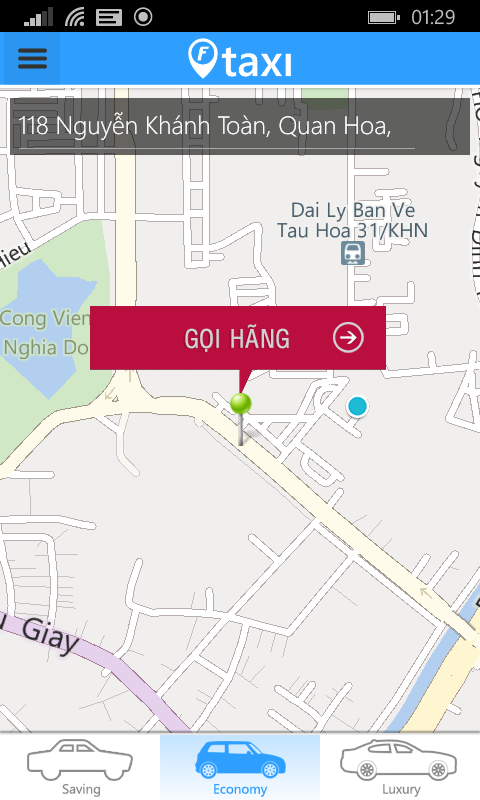 01:29
F taxi
118 Nguyễn Khánh Toàn, Quan Hoa,
Dai Ly Ban Ve
Tau Hoa 31/KHN
Cong Vien
Nghia Do
GỌI HÃNG
Giay
Saving
Economy
Luxury